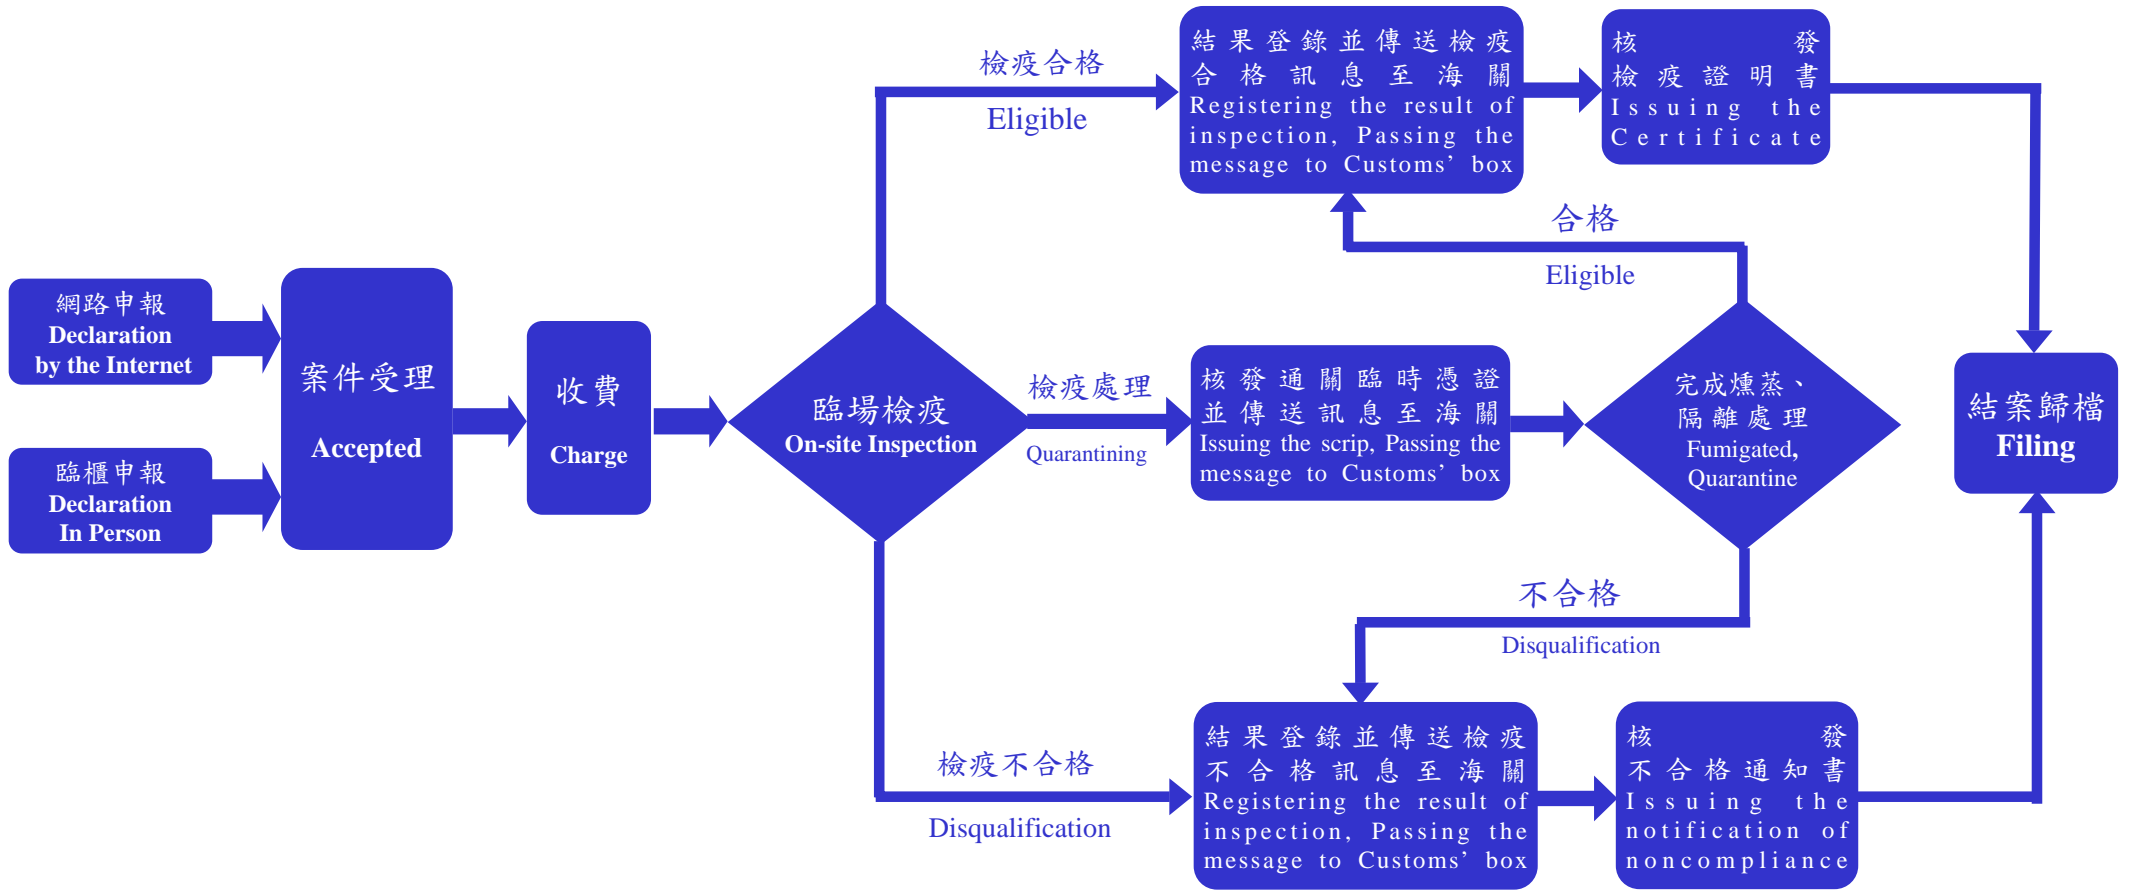 網路申報
Declaration
by the Internet
臨櫃申報
Declaration
In Person
案件受理
Accepted
收費
Charge
臨場檢疫
On-site Inspection
檢疫合格
Eligible
結果登錄並傳送檢疫
合格訊息至海關
Registering the result of
inspection, Passing the
message to Customs’ box
核發
檢疫證明書
Issuing the
Certificate
合格
Eligible
檢疫處理
Quarantining
核發通關臨時憑證
並傳送訊息至海關
Issuing the scrip, Passing the
message to Customs’ box
完成燻蒸、
隔離處理
Fumigated,
Quarantine
不合格
Disqualification
檢疫不合格
Disqualification
結果登錄並傳送檢疫
不合格訊息至海關
Registering the result of
inspection, Passing the
message to Customs’ box
核發
不合格通知書
Issuing the
notification of
noncompliance
結案歸檔
Filing